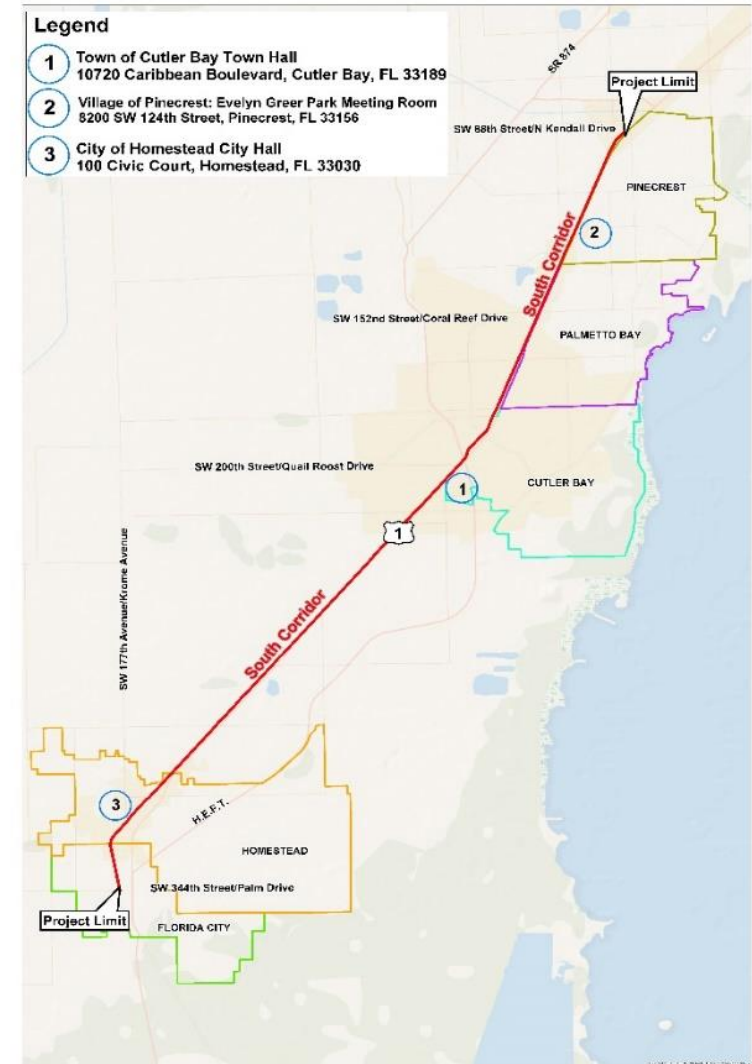 Legend
1 Town of Cutler Bay Town Hall
10720 Caribbean Boulevard, Cutler Bay, FL 33189
2 Village of Pinecrest: Evelyn Greer Park Meeting Room
8200 SW 124th Street, Pinecrest, FL 33156
3 City of Homestead City Hall
100 Civic Court, Homestead, FL 33030
SR 874
Project Limit
SW 88th Street/N Kendall Drive
PINECREST
2
South Corridor
SW 152nd Street/Coral Reef Drive
PALMETTO BAY
SW 200th Street/Quail Roost Drive
CUTLER BAY
1
1
SW 177th Avenue/Krome Avenue
South Corridor
3
H.E.F.T.
HOMESTEAD
SW 344th Street/Palm Drive
Project Limit
FLORIDA CITY